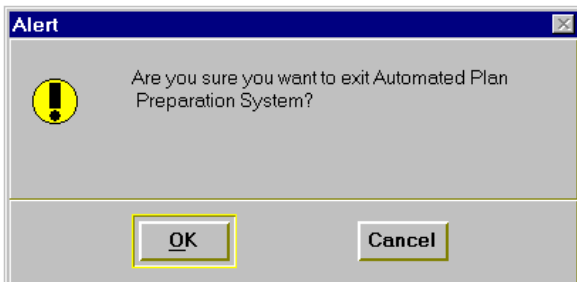 Alert
Are you sure you want to exit Automated Plan
Preparation System?
OK
Cancel